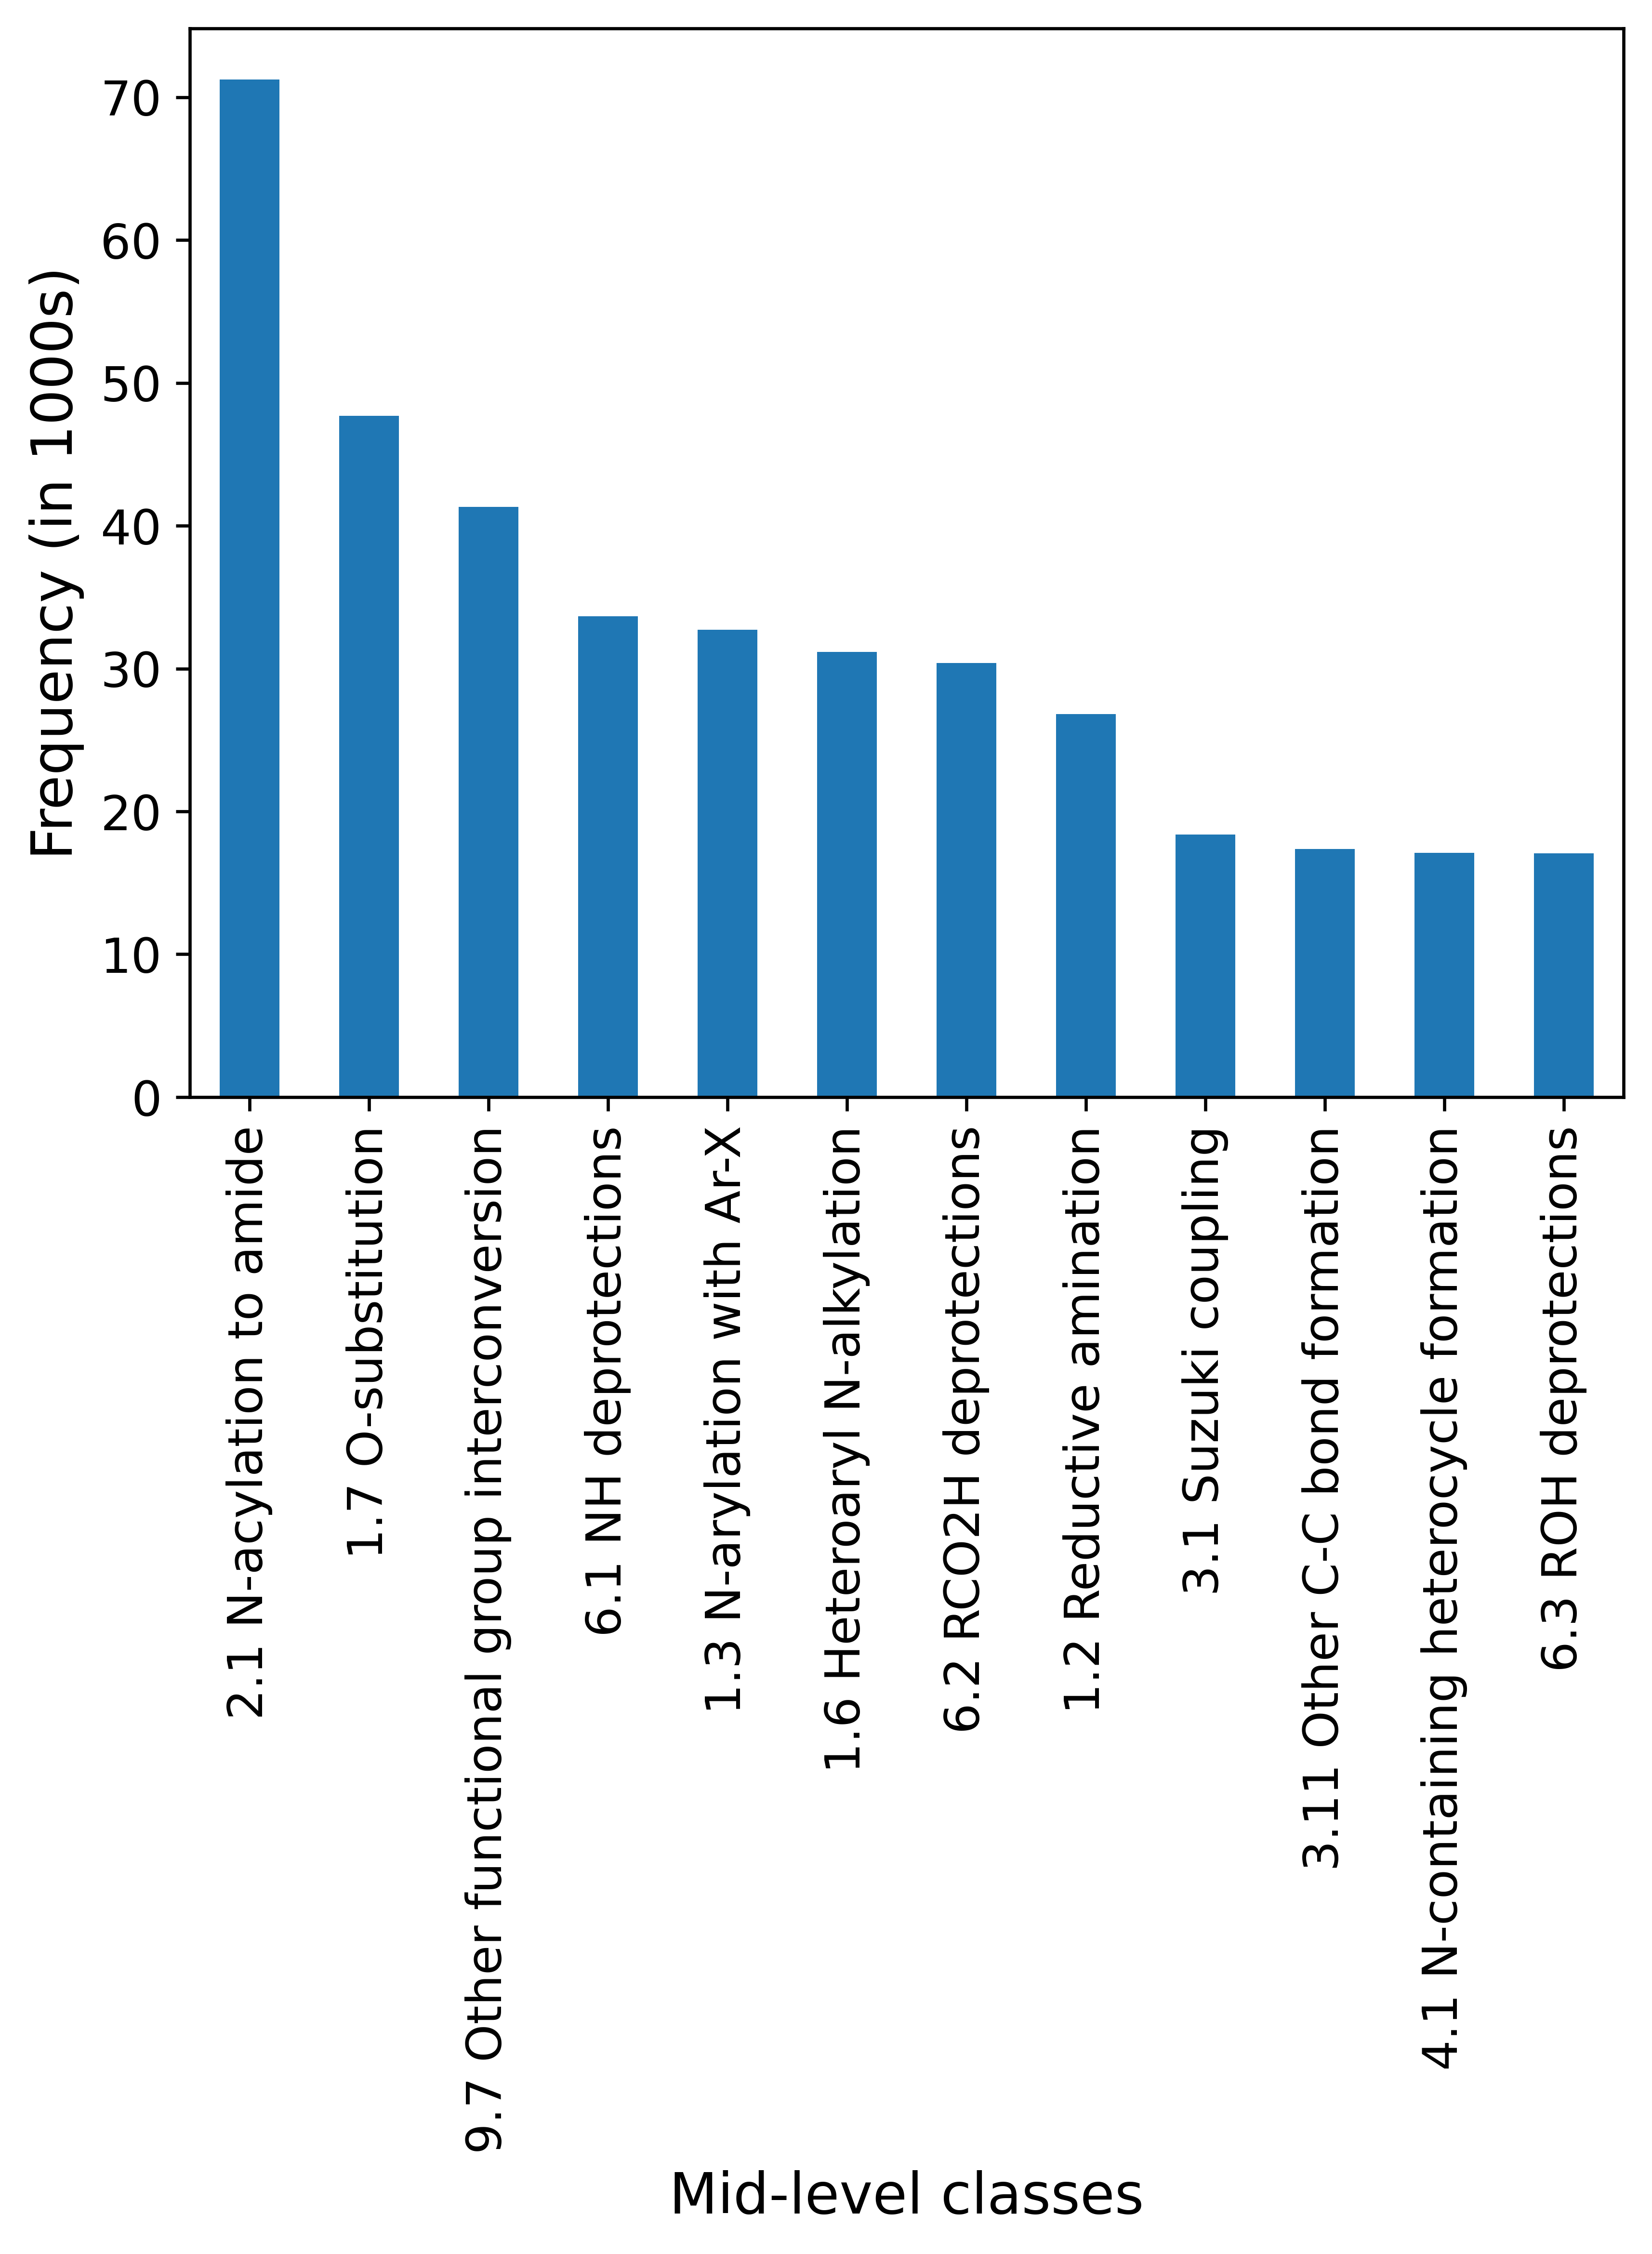 Frequency (in 1000s)
70
60
50
40
30
20
10
0
2.1 N-acylation to amide
1.7 O-substitution
9.7 Other functional group interconversion
6.1 NH deprotections
1.3 N-arylation with Ar-X
1.6 Heteroaryl N-alkylation
6.2 RCO2H deprotections
1.2 Reductive amination
3.1 Suzuki coupling
3.11 Other C-C bond formation
4.1 N-containing heterocycle formation
6.3 ROH deprotections
Mid-level classes